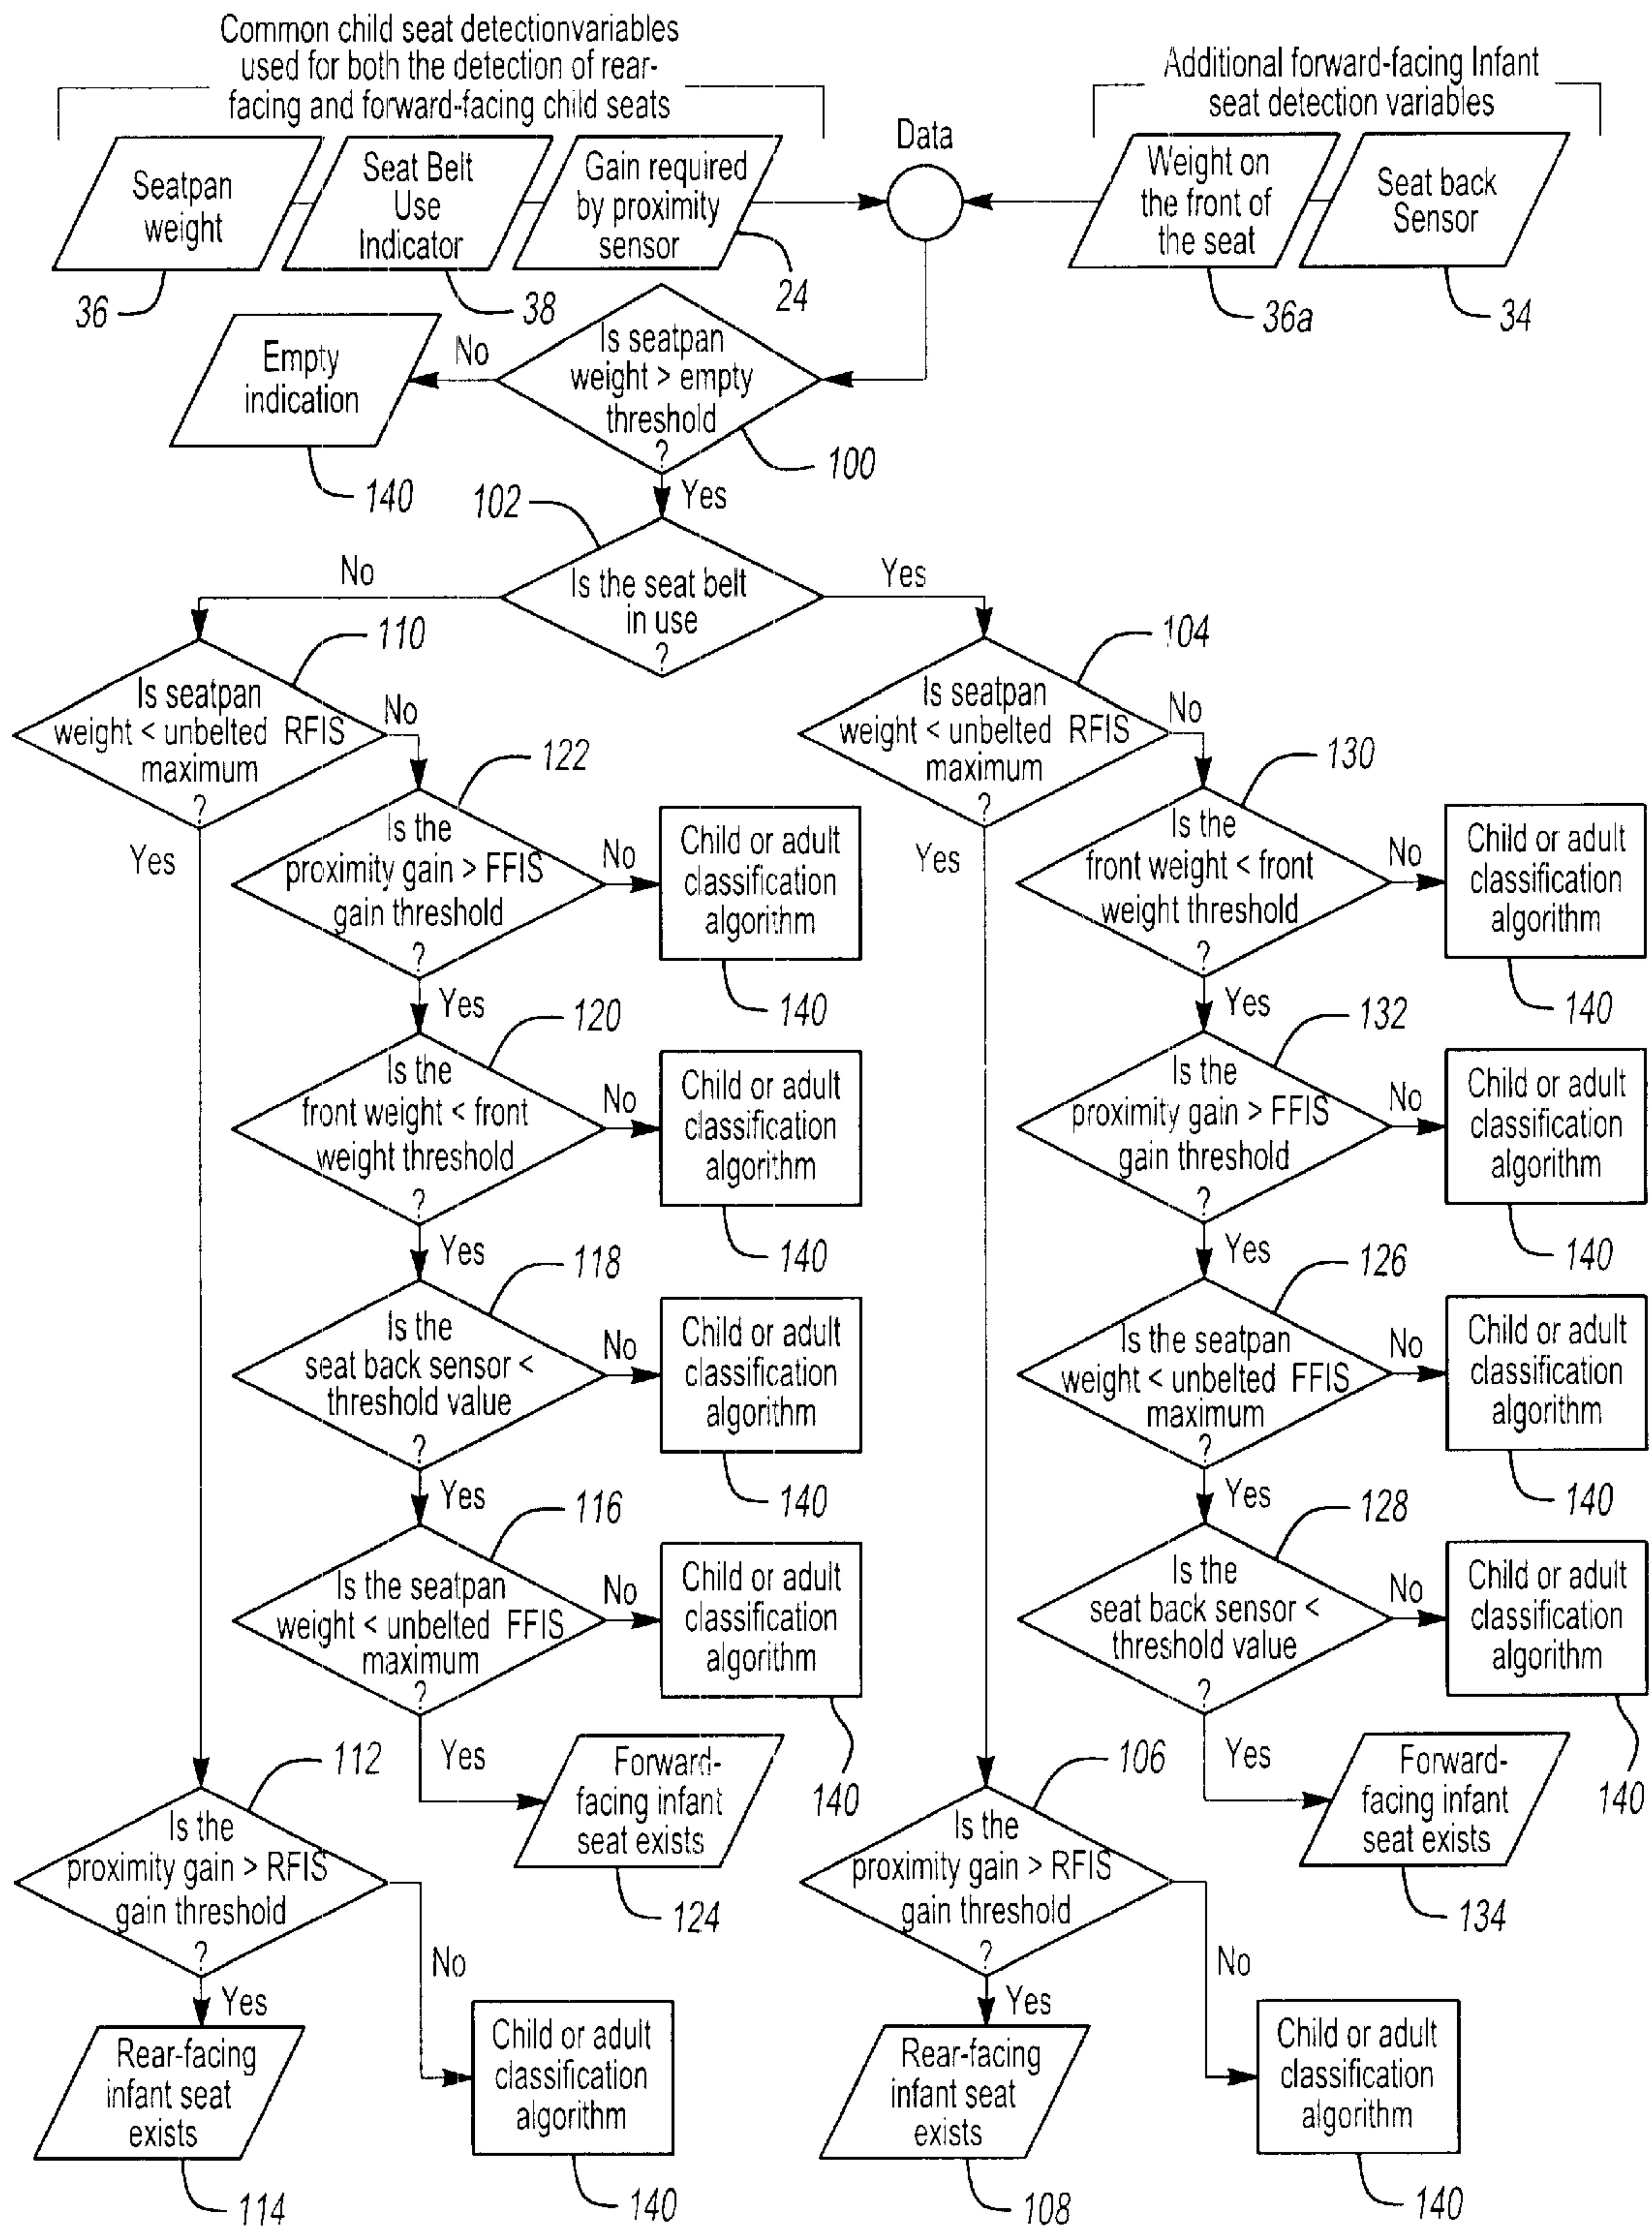 Common child seat detectionvariables
used for both the detection of rear-
facing and forward-facing child seats
Additional forward-facing Infant
seat detection variables
Data
Seatpan
weight
Seat Belt
Use
Indicator
Gain required
by proximity
sensor
Weight on
the front of
the seat
Seat back
Sensor
36
38
24
36a
34
Empty
indication
No
Is seatpan
weight > empty
threshold
?
100
140
Yes
102
Is the seat belt
in use
?
No
Yes
110
Is seatpan
weight < unbelted RFIS
maximum
?
No
Yes
122
Is the
proximity gain > FFIS
gain threshold
?
No
Child or adult
classification
algorithm
140
Yes
120
Is the
front weight < front
weight threshold
?
No
Child or adult
classification
algorithm
140
Yes
118
Is the
seat back sensor <
threshold value
?
No
Child or adult
classification
algorithm
140
Yes
116
Is the seatpan
weight < unbelted FFIS
maximum
?
No
Child or adult
classification
algorithm
140
Yes
Forward-
facing infant
seat exists
124
112
Is the
proximity gain > RFIS
gain threshold
?
No
Yes
Rear-facing
infant seat
exists
114
Child or adult
classification
algorithm
140
104
Is seatpan
weight < unbelted RFIS
maximum
?
No
Yes
130
Is the
front weight < front
weight threshold
?
No
Child or adult
classification
algorithm
140
Yes
132
Is the
proximity gain > FFIS
gain threshold
?
No
Child or adult
classification
algorithm
140
Yes
126
Is the seatpan
weight < unbelted FFIS
maximum
?
No
Child or adult
classification
algorithm
140
Yes
128
Is the
seat back sensor <
threshold value
?
No
Child or adult
classification
algorithm
140
Yes
Forward-
facing infant
seat exists
134
106
Is the
proximity gain > RFIS
gain threshold
?
No
Yes
Rear-facing
infant seat
exists
108
Child or adult
classification
algorithm
140